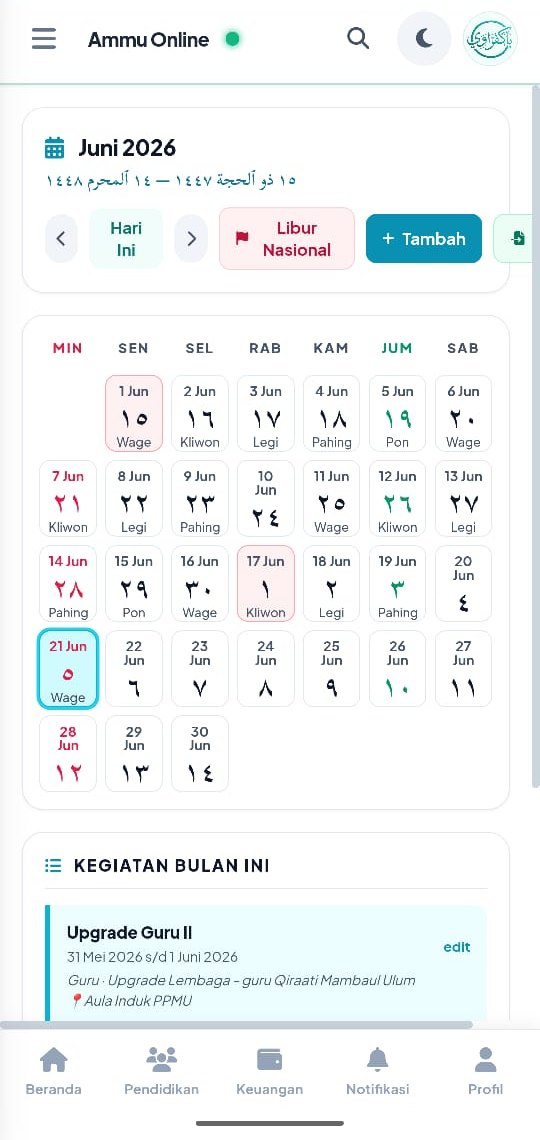 Ammu Online
Juni 2026
١٥ ذو ٱلحجة ١٤٤٧ — ١٤ ٱلمحرم ١٤٤٨
Hari
Ini
Libur
Nasional
+ Tambah
MIN SEN SEL RAB KAM JUM SAB
1 Jun 2 Jun 3 Jun 4 Jun 5 Jun 6 Jun
١٥ ١٦ ١٧ ١٨ ١٩ ٢٠
Wage Kliwon Legi Pahing Pon Wage
7 Jun 8 Jun 9 Jun 10 Jun 11 Jun 12 Jun 13 Jun
٢١ ٢٢ ٢٣ ٢٤ ٢٥ ٢٦ ٢٧
Kliwon Legi Pahing Wage Kliwon Legi
14 Jun 15 Jun 16 Jun 17 Jun 18 Jun 19 Jun 20 Jun
٢٨ ٢٩ ٣٠ ١ ٢ ٣ ٤
Pahing Pon Wage Kliwon Legi Pahing
21 Jun 22 Jun 23 Jun 24 Jun 25 Jun 26 Jun 27 Jun
٥ ٦ ٧ ٨ ٩ ١٠ ١١
Wage
28 Jun 29 Jun 30 Jun
١٢ ١٣ ١٤
KEGIATAN BULAN INI
Upgrade Guru II
31 Mei 2026 s/d 1 Juni 2026
edit
Guru · Upgrade Lembaga – guru Qiraati Mambaul Ulum
📍 Aula Induk PPMU
Beranda Pendidikan Keuangan Notifikasi Profil